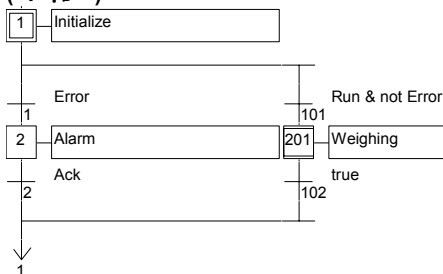 1 Initialize
Error Run & not Error
1 101
2 Alarm 201 Weighing
Ack true
2 102
1